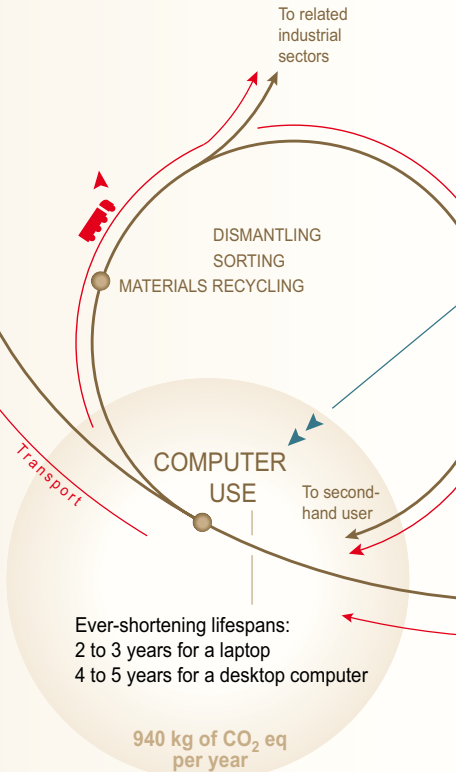 To related
industrial
sectors
DISMANTLING
SORTING
MATERIALS RECYCLING
Transport
COMPUTER
USE
To second-
hand user
Ever-shortening lifespans:
2 to 3 years for a laptop
4 to 5 years for a desktop computer
940 kg of CO₂ eq
per year